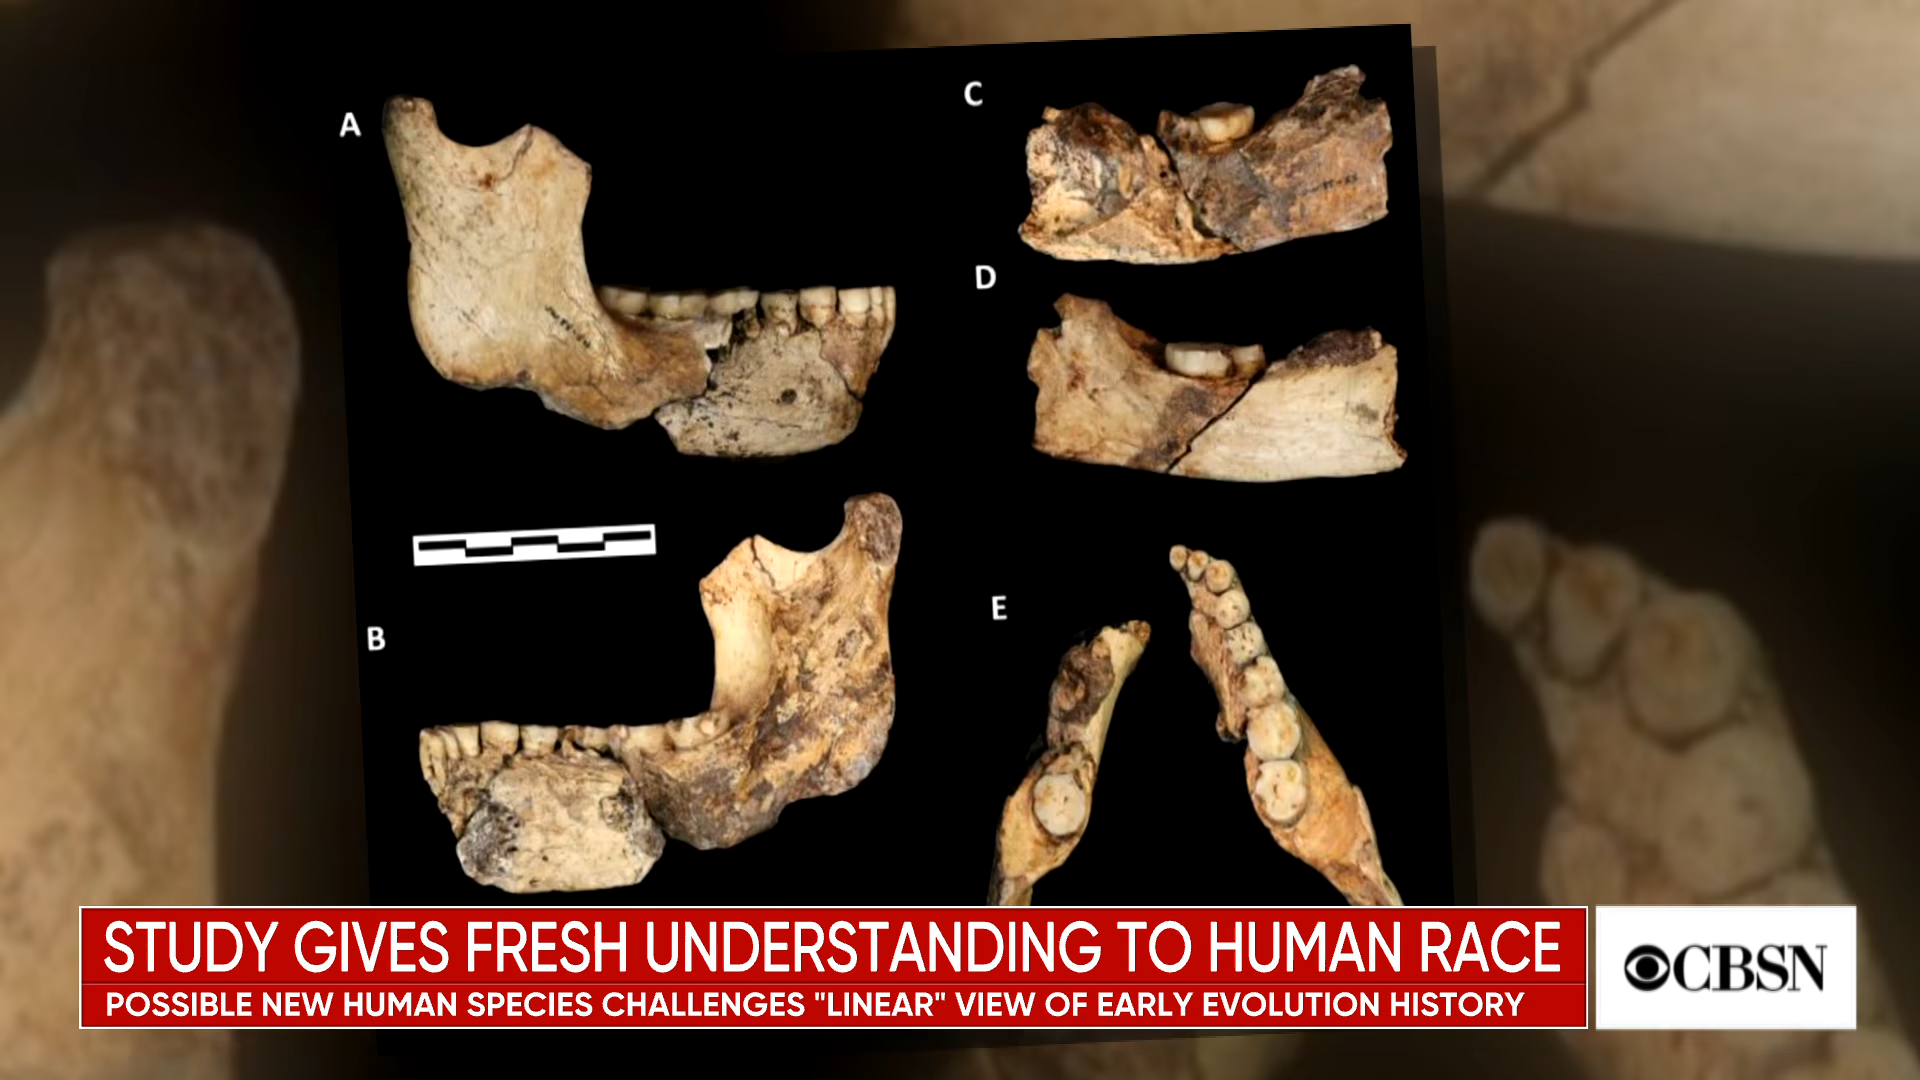 A
C
D
B
E
STUDY GIVES FRESH UNDERSTANDING TO HUMAN RACE
POSSIBLE NEW HUMAN SPECIES CHALLENGES "LINEAR" VIEW OF EARLY EVOLUTION HISTORY
CBSN